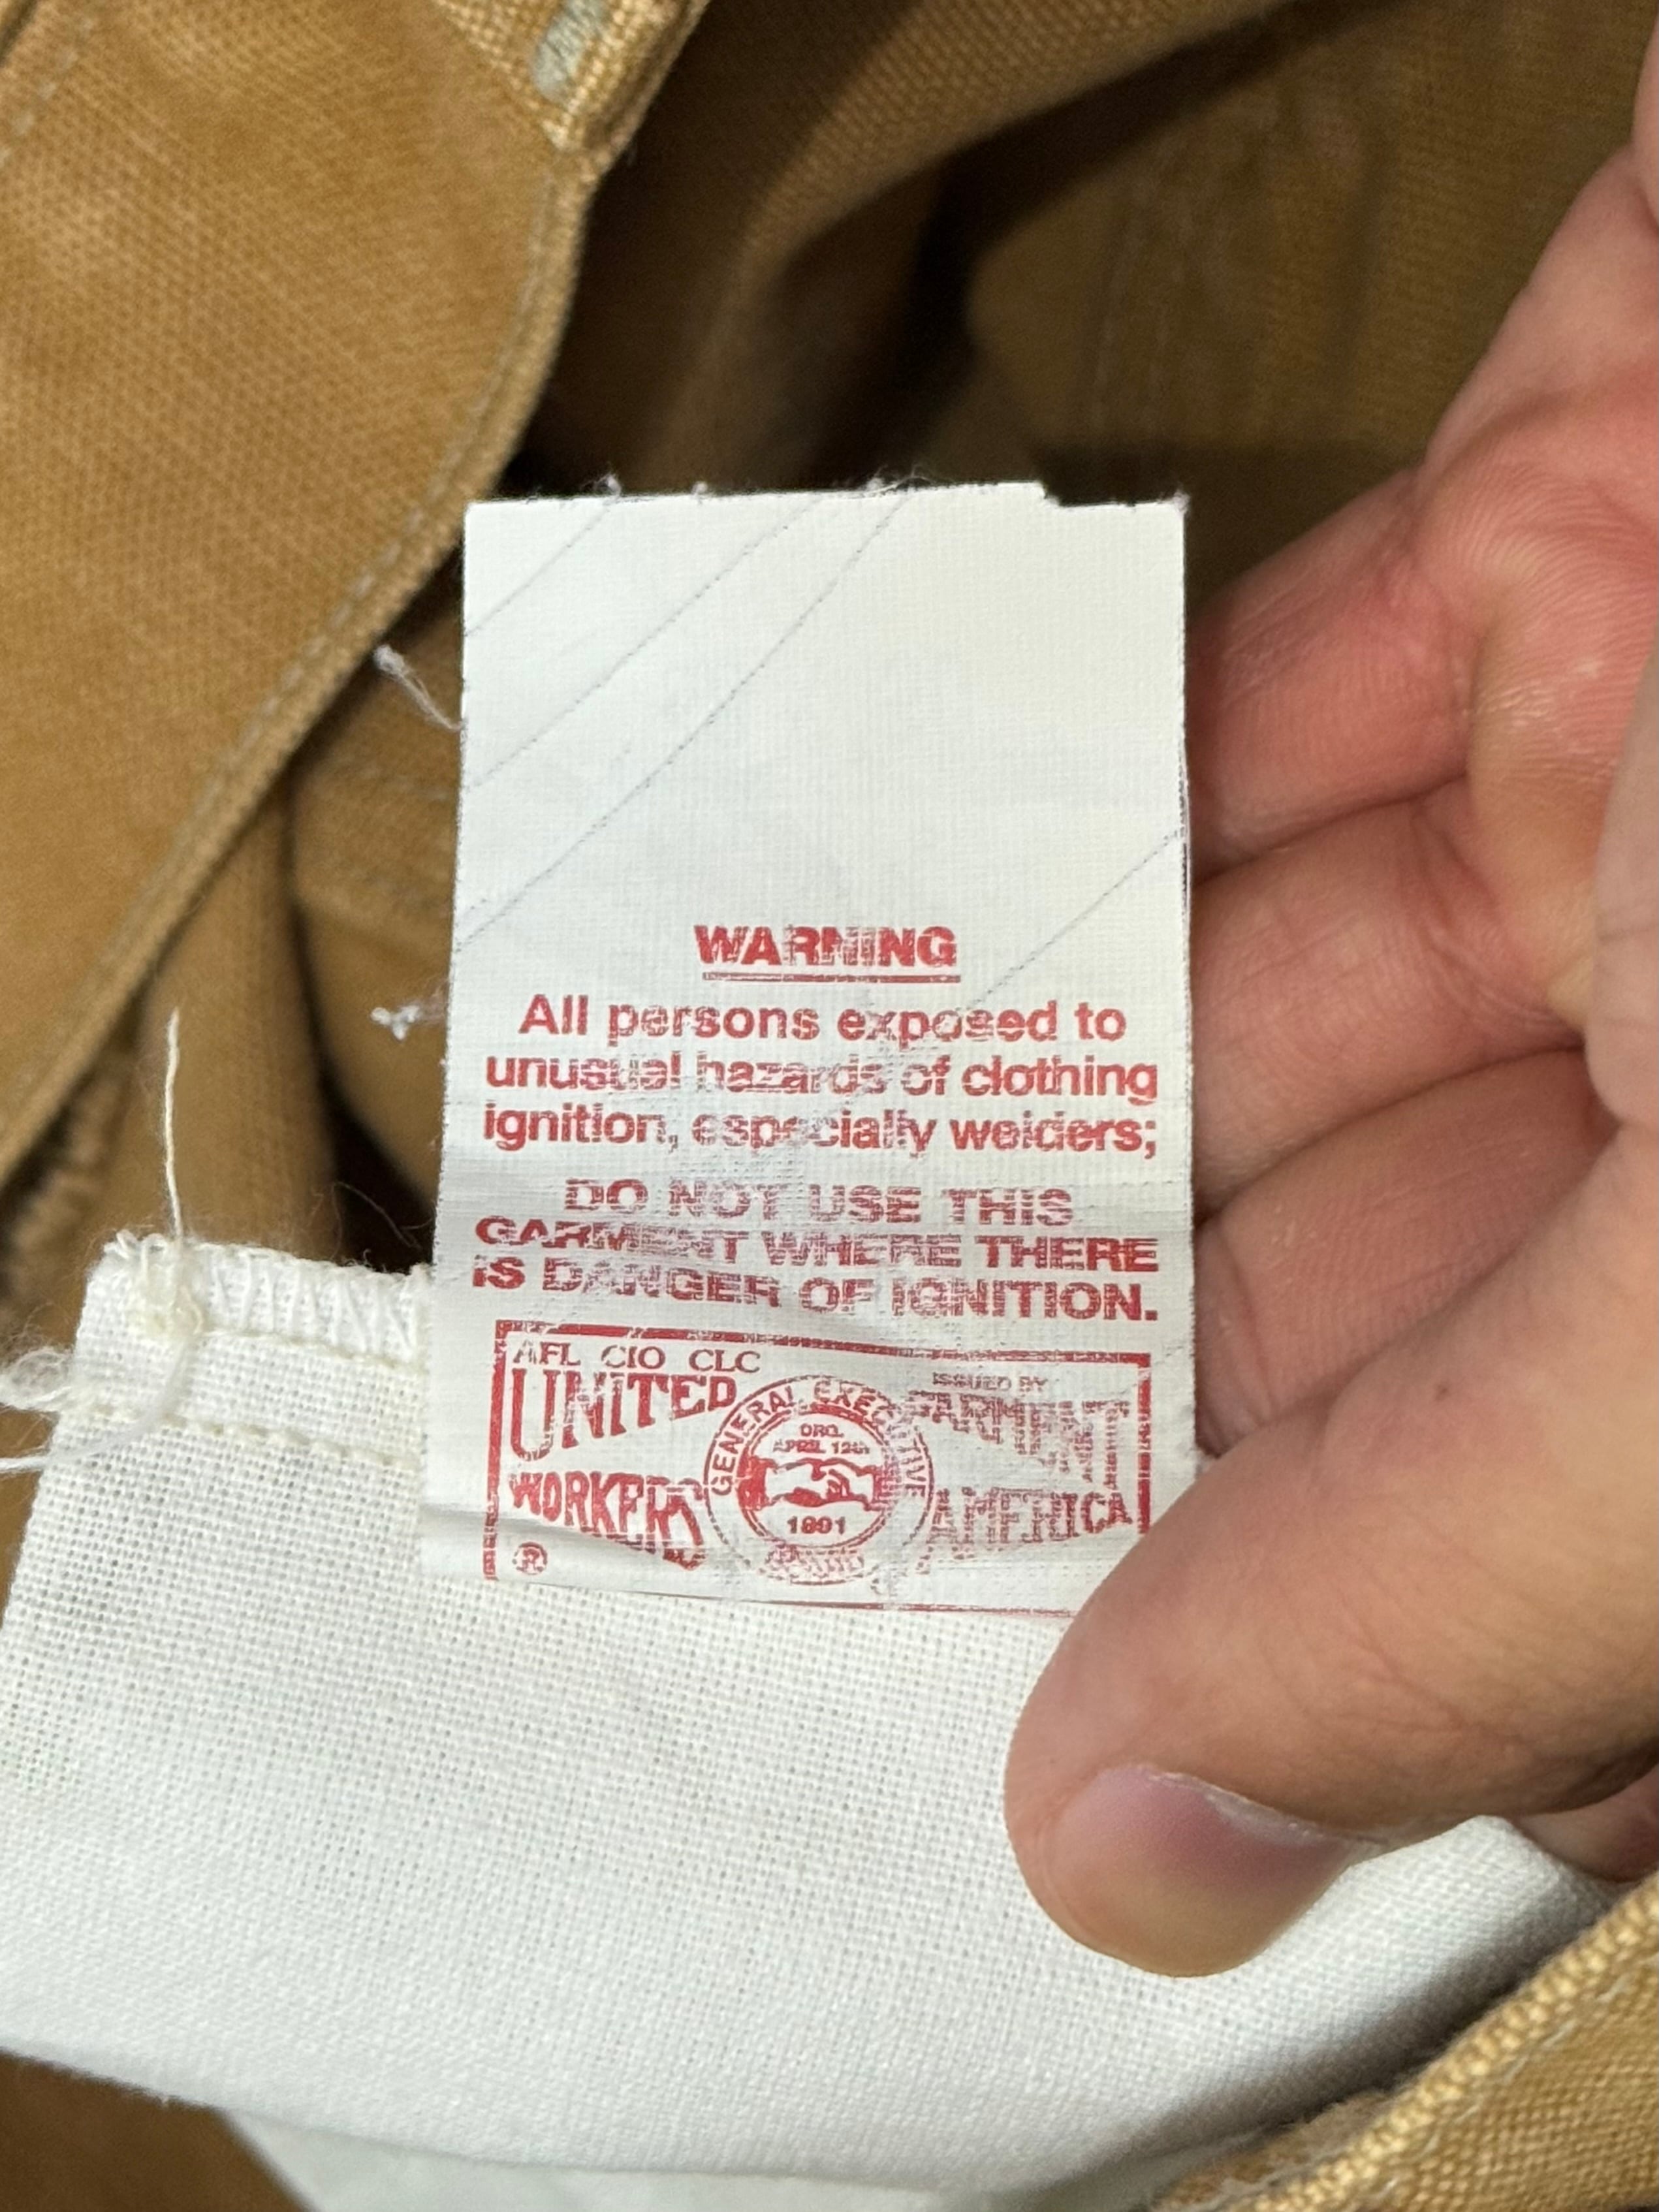 WARNING
All persons exposed to
unusual hazards of clothing
ignition, especially welders;
DO NOT USE THIS
GARMENT WHERE THERE
IS DANGER OF IGNITION.
AFL CIO CLC
UNITED
WORKERS
®
GENERAL EXECUTIVE
ORG.
APRIL 12th
1891
BOARD
ISSUED BY
GARMENT
AMERICA